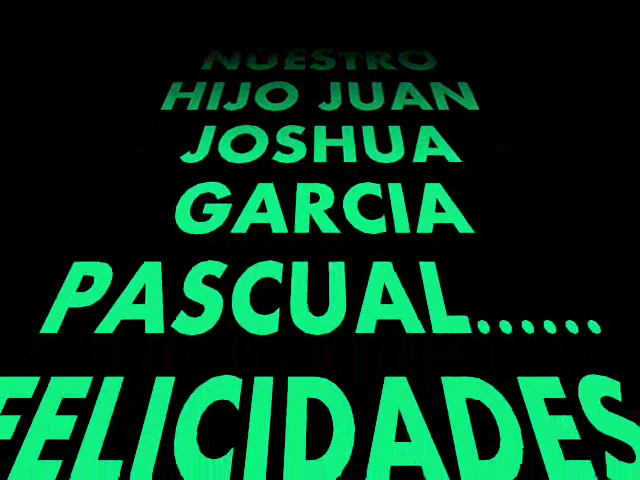 NUESTRO
HIJO JUAN
JOSHUA
GARCIA
PASCUAL......
FELICIDADES